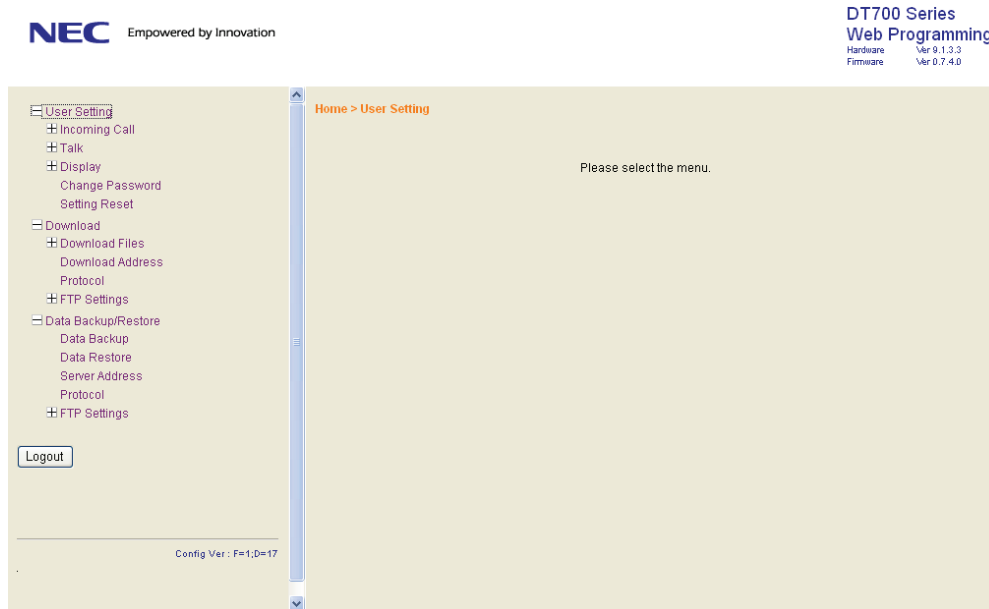 NEC Empowered by Innovation
DT700 Series
Web Programming
Hardware Ver 9.1.3.3
Firmware Ver 0.7.4.0
User Setting
Incoming Call
Talk
Display
Change Password
Setting Reset
Download
Download Files
Download Address
Protocol
FTP Settings
Data Backup/Restore
Data Backup
Data Restore
Server Address
Protocol
FTP Settings
Logout
Config Ver : F=1;D=17
.
Home > User Setting
Please select the menu.